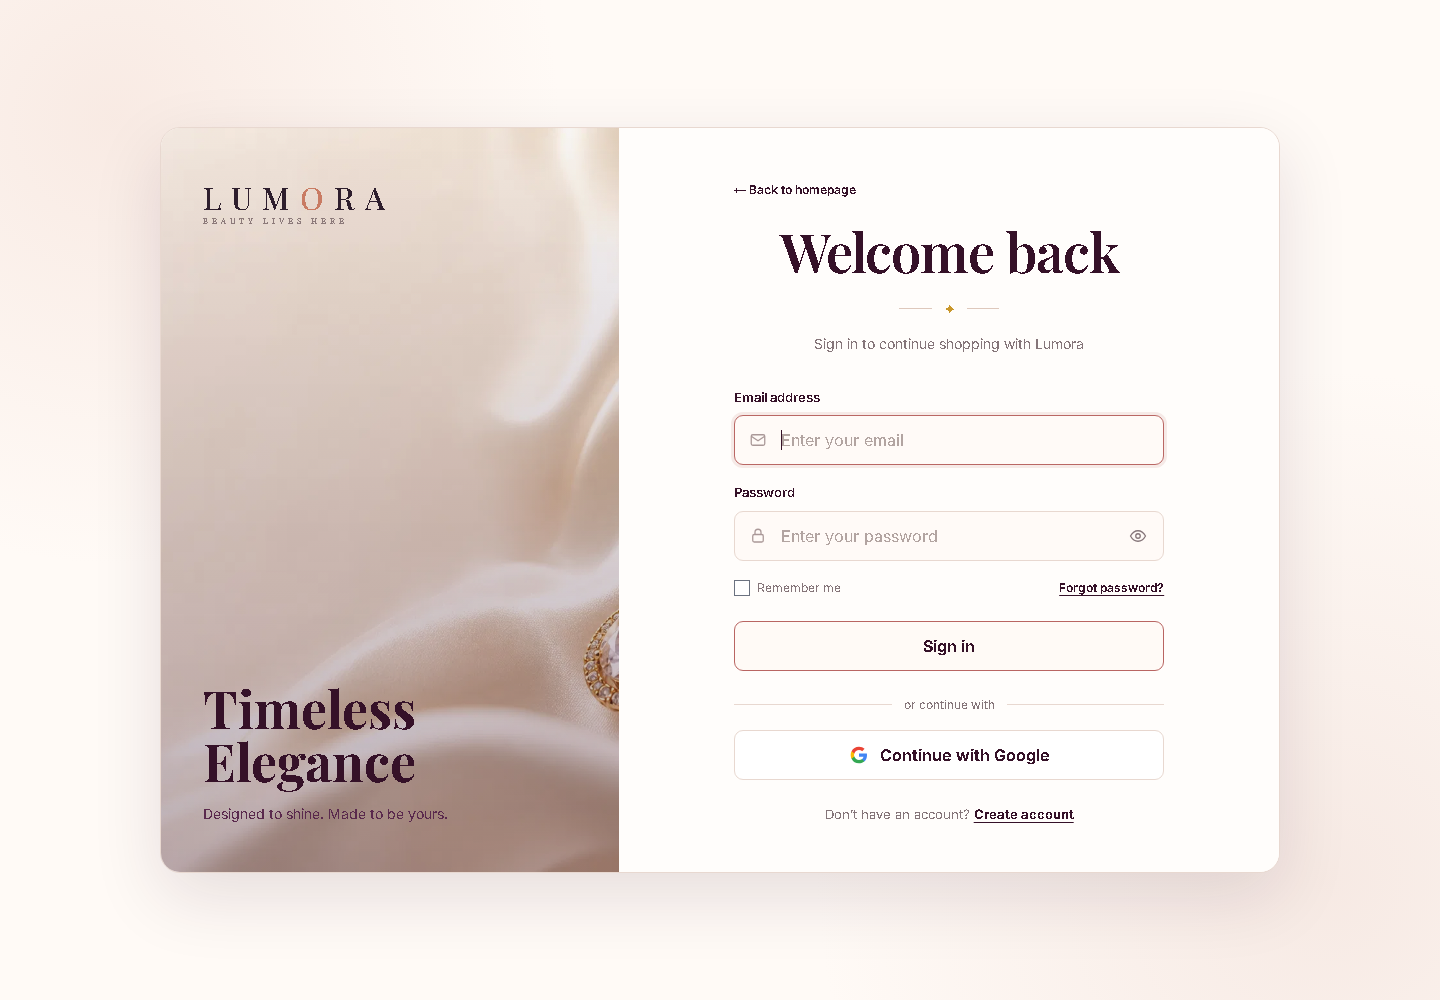 LUMORA
BEAUTY LIVES HERE
Timeless
Elegance
Designed to shine. Made to be yours.
← Back to homepage
Welcome back
Sign in to continue shopping with Lumora
Email address
Enter your email
Password
Enter your password
Remember me
Forgot password?
Sign in
or continue with
Continue with Google
Don't have an account? Create account